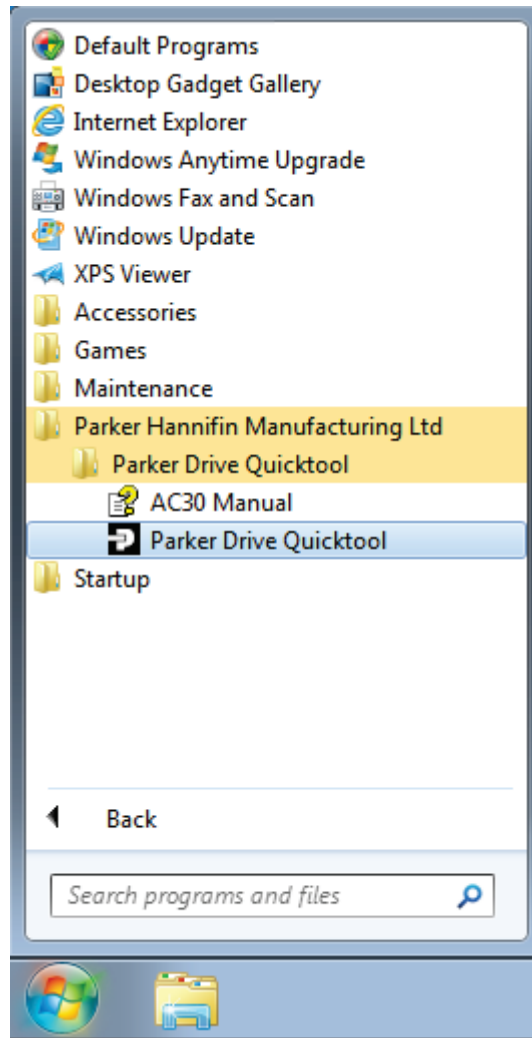 Default Programs
Desktop Gadget Gallery
Internet Explorer
Windows Anytime Upgrade
Windows Fax and Scan
Windows Update
XPS Viewer
Accessories
Games
Maintenance
Parker Hannifin Manufacturing Ltd
Parker Drive Quicktool
AC30 Manual
Parker Drive Quicktool
Startup
Back
Search programs and files